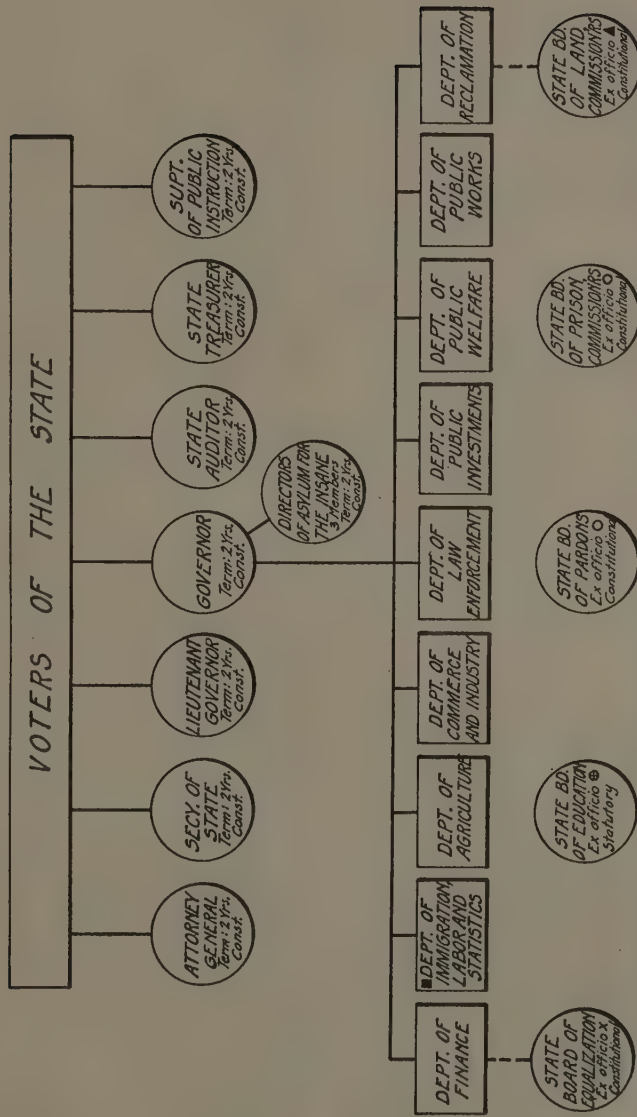 VOTERS OF THE STATE
ATTORNEY
GENERAL
Term: 2 Yrs.
Const.
SECY. OF
STATE
Term: 2 Yrs.
Const.
LIEUTENANT
GOVERNOR
Term: 2 Yrs.
Const.
GOVERNOR
Term: 2 Yrs.
Const.
STATE
AUDITOR
Term: 2 Yrs.
Const.
STATE
TREASURER
Term: 2 Yrs.
Const.
SUPT.
OF PUBLIC
INSTRUCTION
Term: 2 Yrs.
Const.
DIRECTORS
OF ASYLUM FOR
THE INSANE
3 Members
Term: 2 Yrs.
Const.
DEPT. OF
FINANCE
■DEPT. OF
IMMIGRATION,
LABOR AND
STATISTICS
DEPT. OF
AGRICULTURE
DEPT. OF
COMMERCE
AND INDUSTRY
DEPT. OF
LAW
ENFORCEMENT
DEPT. OF
PUBLIC
INVESTMENTS
DEPT. OF
PUBLIC
WELFARE
DEPT. OF
PUBLIC
WORKS
DEPT. OF
RECLAMATION
STATE
BOARD OF
EQUALIZATION
Ex officio X
Constitutional
STATE BD.
OF EDUCATION
Ex officio ⊕
Statutory
STATE BD.
OF PARDONS
Ex officio O
Constitutional
STATE BD.
OF PRISON
COMMISSION'RS
Ex officio O
Constitutional
STATE BD.
OF LAND
COMMISSION'RS
Ex officio ▲
Constitutional